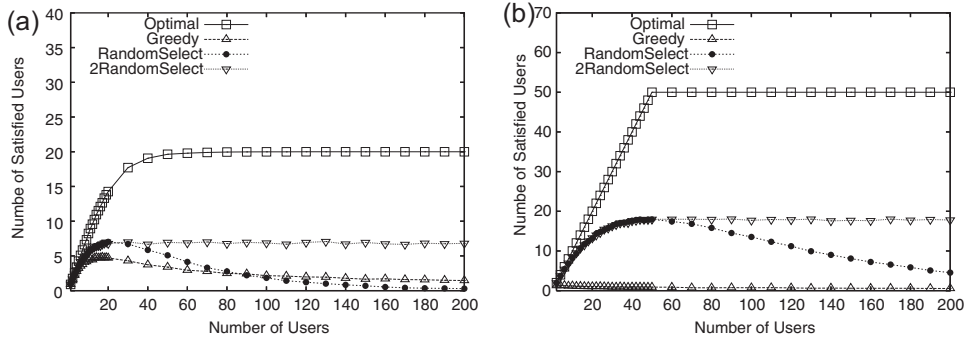 (a)
Numbe of Satisfied Users
40
35
30
25
20
15
10
5
0
Optimal
Greedy
RandomSelect
2RandomSelect
20 40 60 80 100 120 140 160 180 200
Number of Users
(b)
Numbe of Satisfied Users
70
60
50
40
30
20
10
0
Optimal
Greedy
RandomSelect
2RandomSelect
20 40 60 80 100 120 140 160 180 200
Number of Users